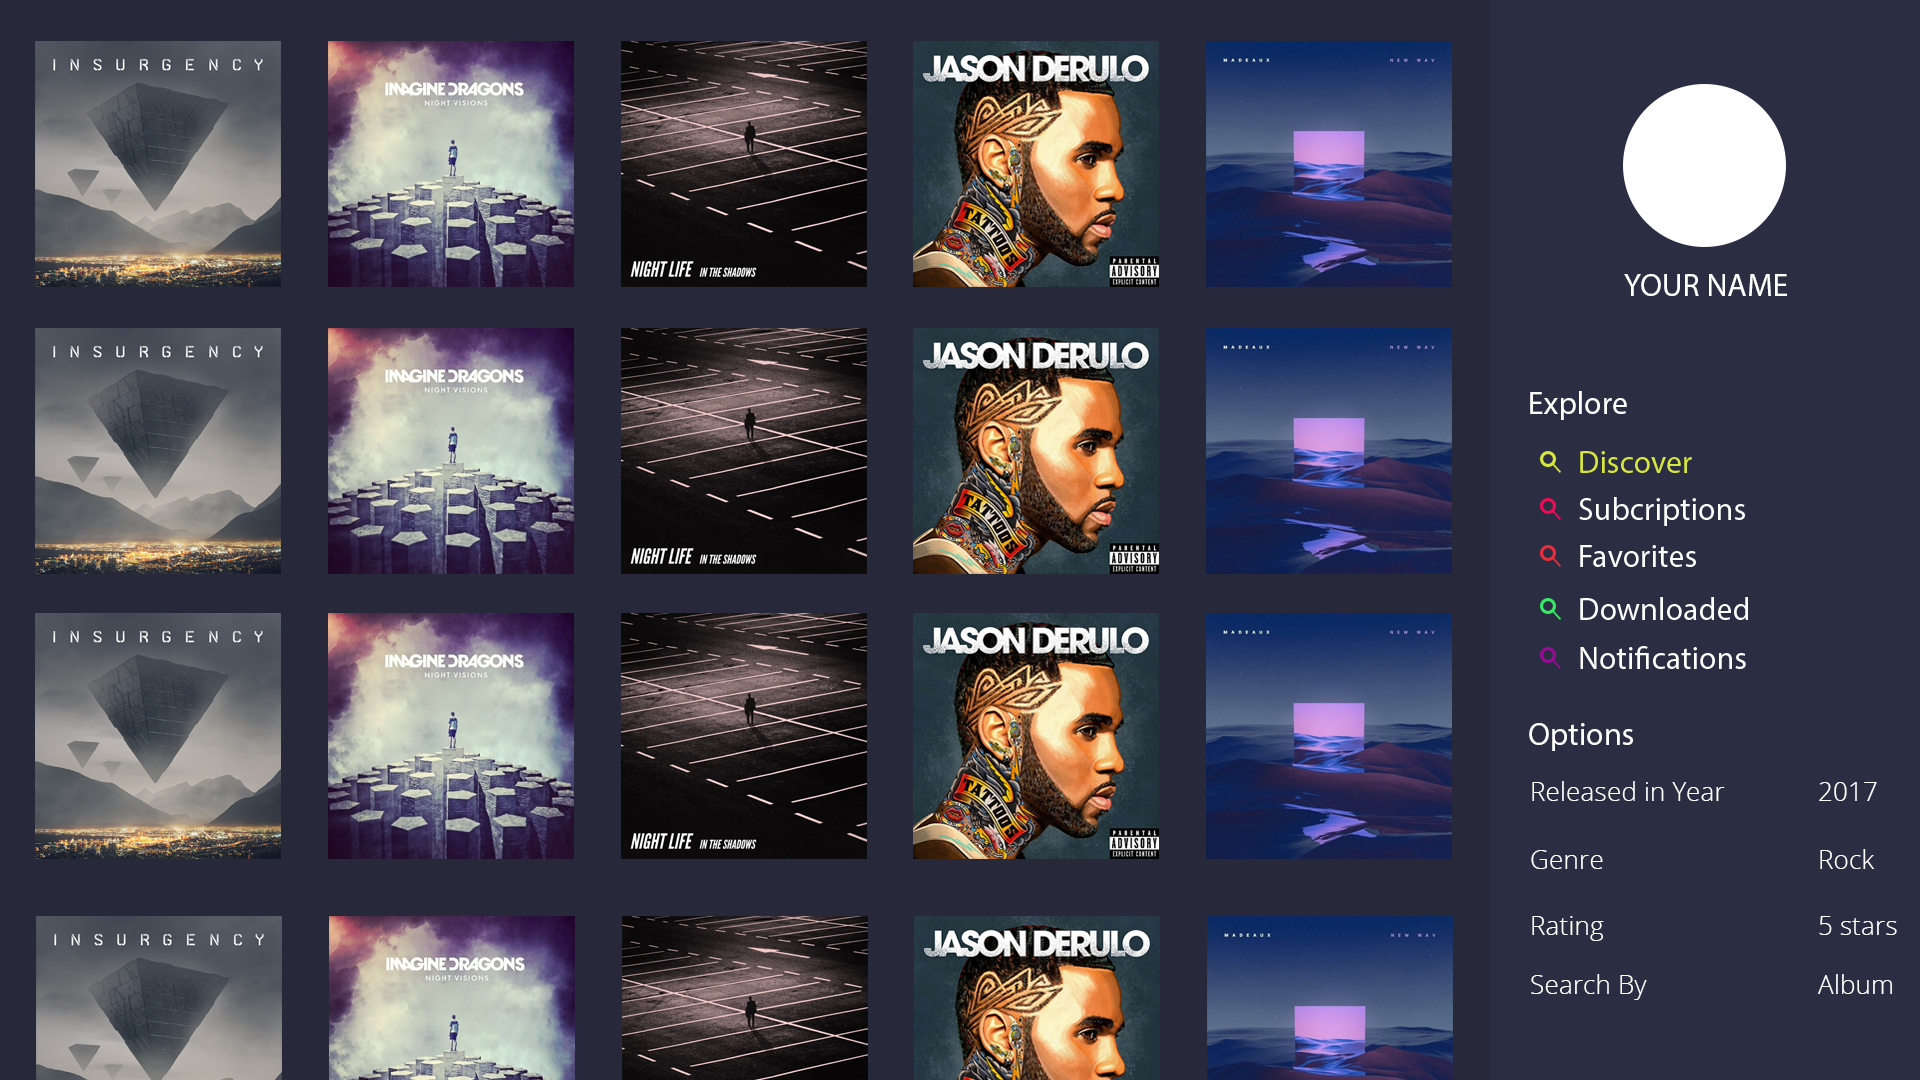 INSURGENCY
IMAGINE DRAGONS
NIGHT VISIONS
NIGHT LIFE IN THE SHADOWS
JASON DERULO
TATTOOS
PARENTAL
ADVISORY
EXPLICIT CONTENT
MADEAUX NEW WAV
INSURGENCY
IMAGINE DRAGONS
NIGHT VISIONS
NIGHT LIFE IN THE SHADOWS
JASON DERULO
TATTOOS
PARENTAL
ADVISORY
EXPLICIT CONTENT
MADEAUX NEW WAV
INSURGENCY
IMAGINE DRAGONS
NIGHT VISIONS
NIGHT LIFE IN THE SHADOWS
JASON DERULO
TATTOOS
PARENTAL
ADVISORY
EXPLICIT CONTENT
MADEAUX NEW WAV
INSURGENCY
IMAGINE DRAGONS
NIGHT VISIONS
JASON DERULO
MADEAUX NEW WAV
YOUR NAME
Explore
Discover
Subcriptions
Favorites
Downloaded
Notifications
Options
Released in Year 2017
Genre Rock
Rating 5 stars
Search By Album